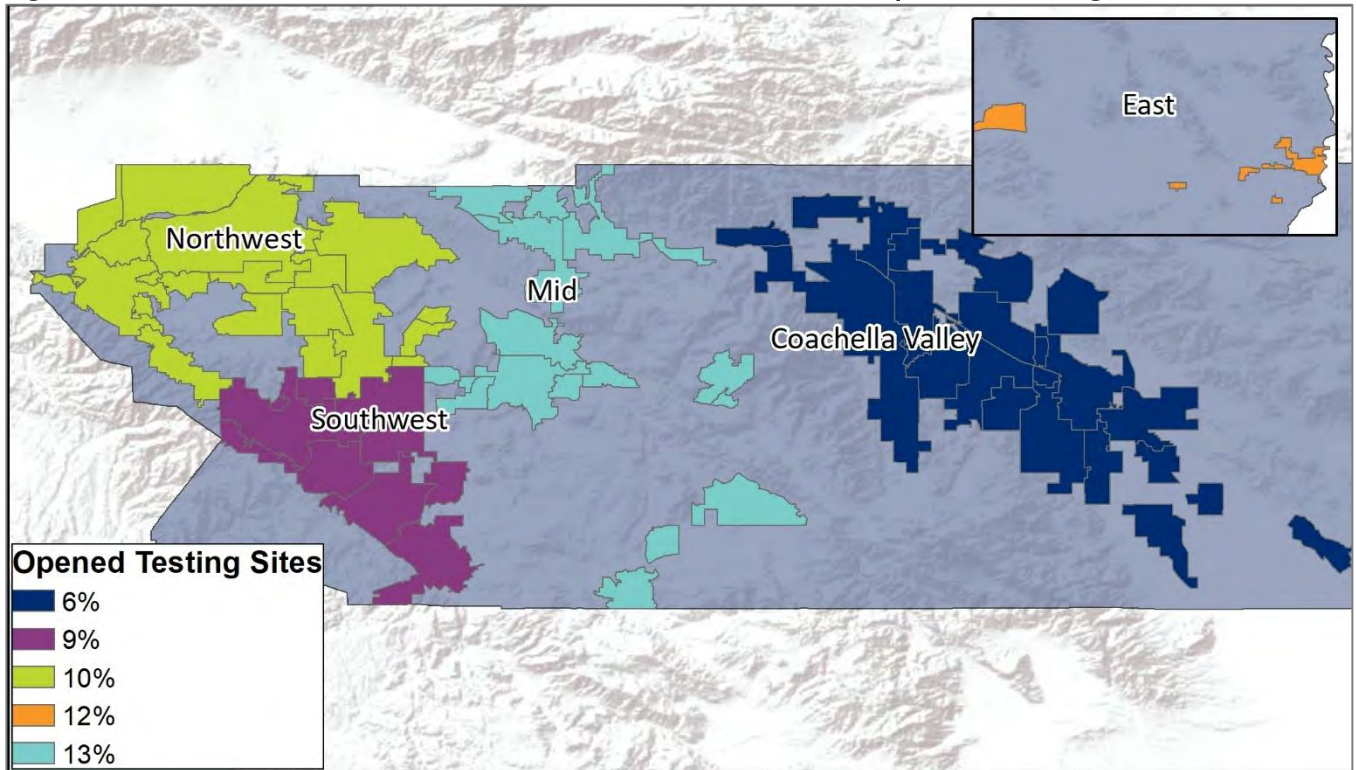 East
Northwest
Mid
Coachella Valley
Southwest
Opened Testing Sites
6%
9%
10%
12%
13%